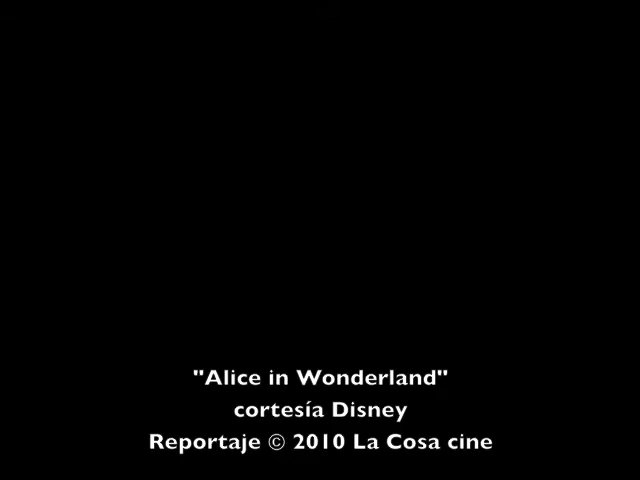 "Alice in Wonderland"
cortesía Disney
Reportaje © 2010 La Cosa cine